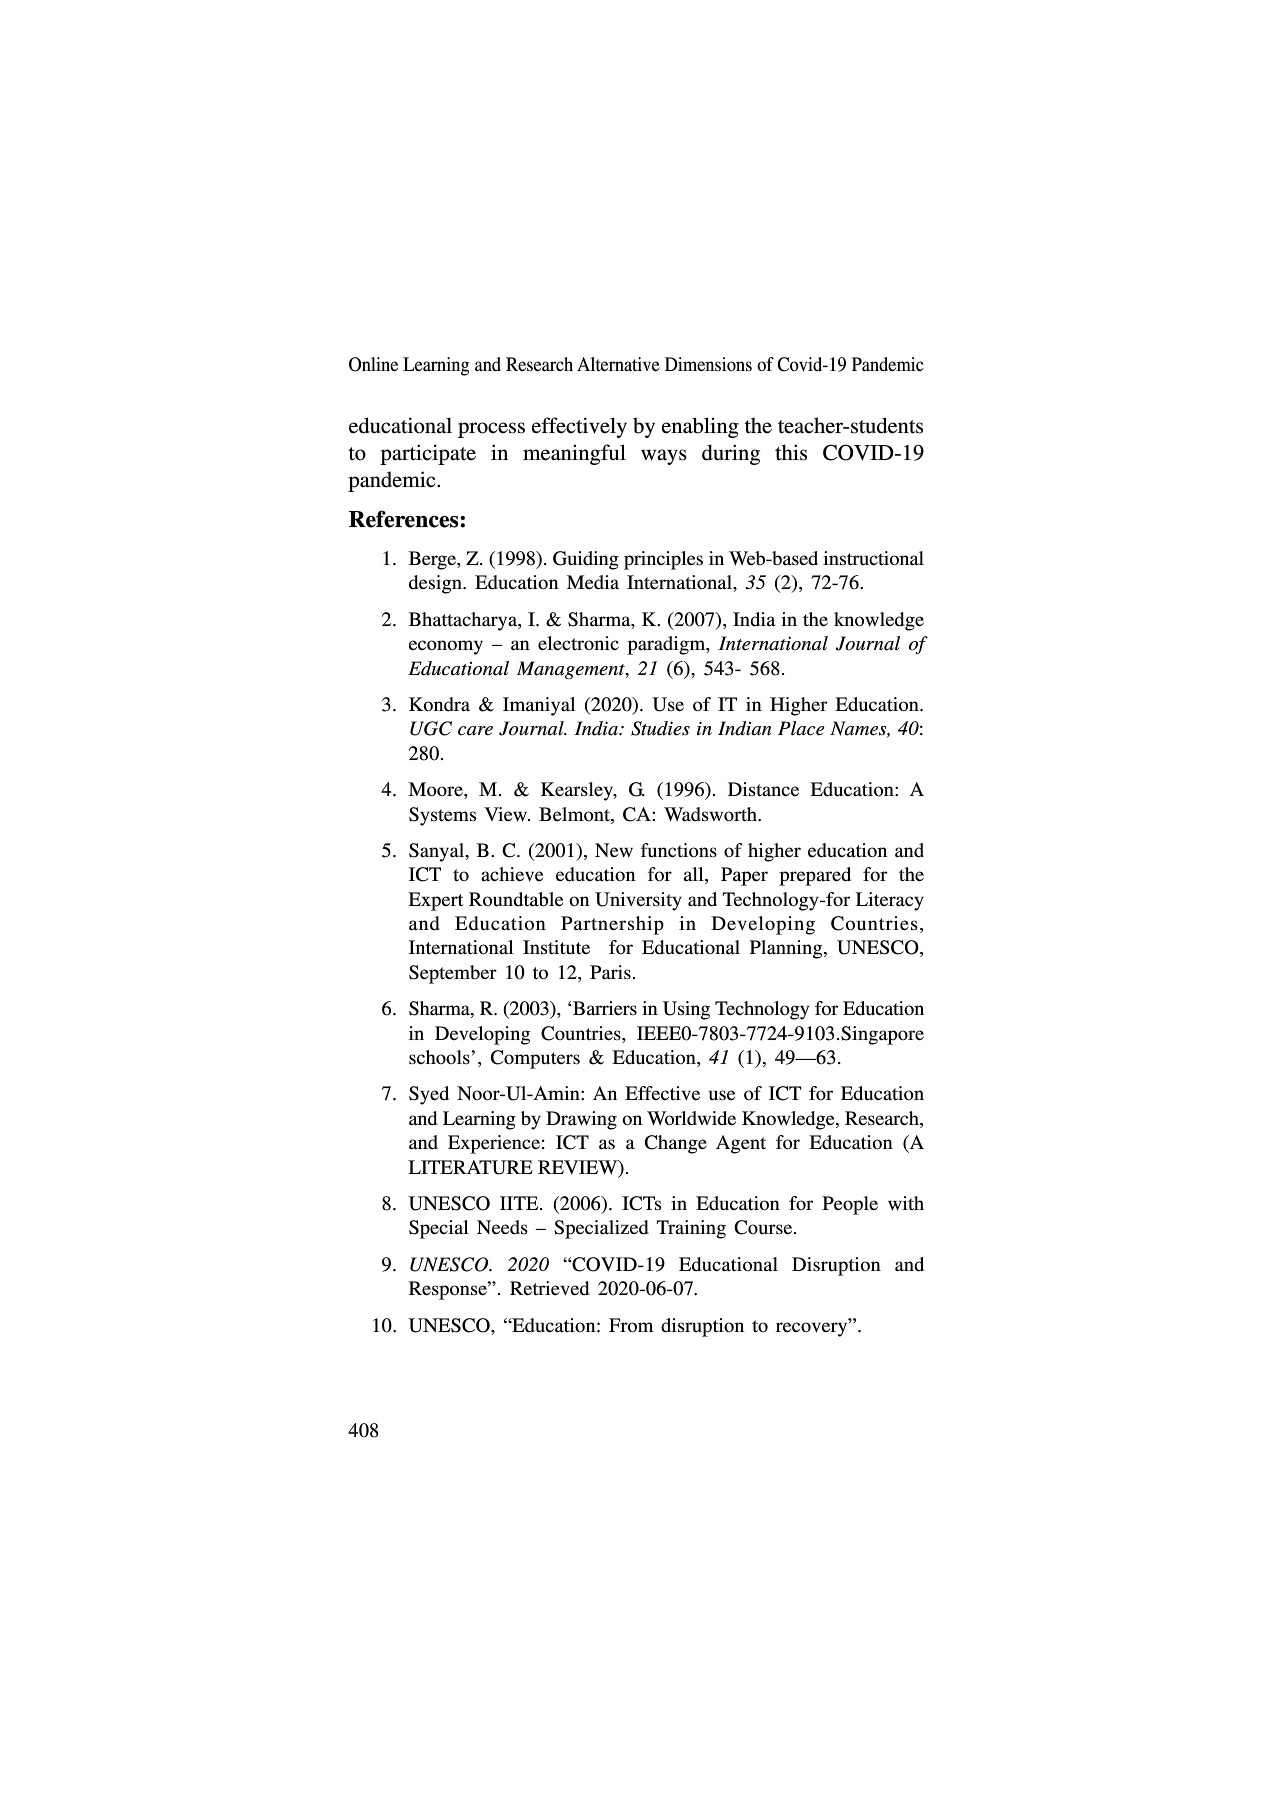 Online Learning and Research Alternative Dimensions of Covid-19 Pandemic
educational process effectively by enabling the teacher-students
to participate in meaningful ways during this COVID-19
pandemic.
References:
1. Berge, Z. (1998). Guiding principles in Web-based instructional
design. Education Media International, 35 (2), 72-76.
2. Bhattacharya, I. & Sharma, K. (2007), India in the knowledge
economy – an electronic paradigm, International Journal of
Educational Management, 21 (6), 543- 568.
3. Kondra & Imaniyal (2020). Use of IT in Higher Education.
UGC care Journal. India: Studies in Indian Place Names, 40:
280.
4. Moore, M. & Kearsley, G. (1996). Distance Education: A
Systems View. Belmont, CA: Wadsworth.
5. Sanyal, B. C. (2001), New functions of higher education and
ICT to achieve education for all, Paper prepared for the
Expert Roundtable on University and Technology-for Literacy
and Education Partnership in Developing Countries,
International Institute for Educational Planning, UNESCO,
September 10 to 12, Paris.
6. Sharma, R. (2003), ‘Barriers in Using Technology for Education
in Developing Countries, IEEE0-7803-7724-9103.Singapore
schools’, Computers & Education, 41 (1), 49—63.
7. Syed Noor-Ul-Amin: An Effective use of ICT for Education
and Learning by Drawing on Worldwide Knowledge, Research,
and Experience: ICT as a Change Agent for Education (A
LITERATURE REVIEW).
8. UNESCO IITE. (2006). ICTs in Education for People with
Special Needs – Specialized Training Course.
9. UNESCO. 2020 “COVID-19 Educational Disruption and
Response”. Retrieved 2020-06-07.
10. UNESCO, “Education: From disruption to recovery”.
408